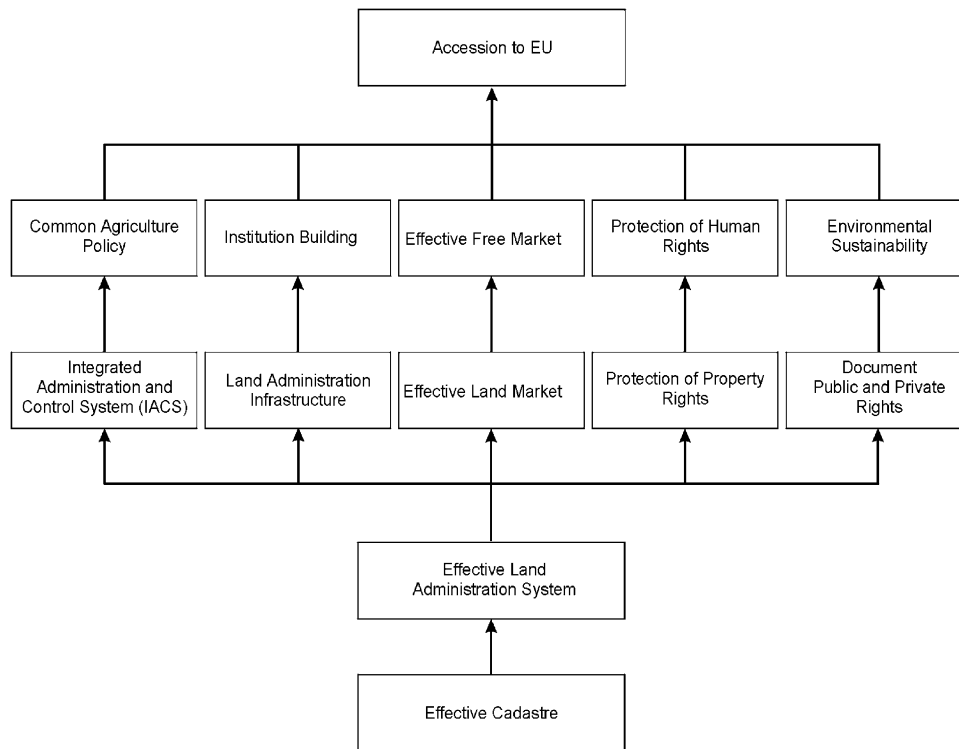 Accession to EU
Common Agriculture
Policy
Institution Building
Effective Free Market
Protection of Human
Rights
Environmental
Sustainability
Integrated
Administration and
Control System (IACS)
Land Administration
Infrastructure
Effective Land Market
Protection of Property
Rights
Document
Public and Private
Rights
Effective Land
Administration System
Effective Cadastre